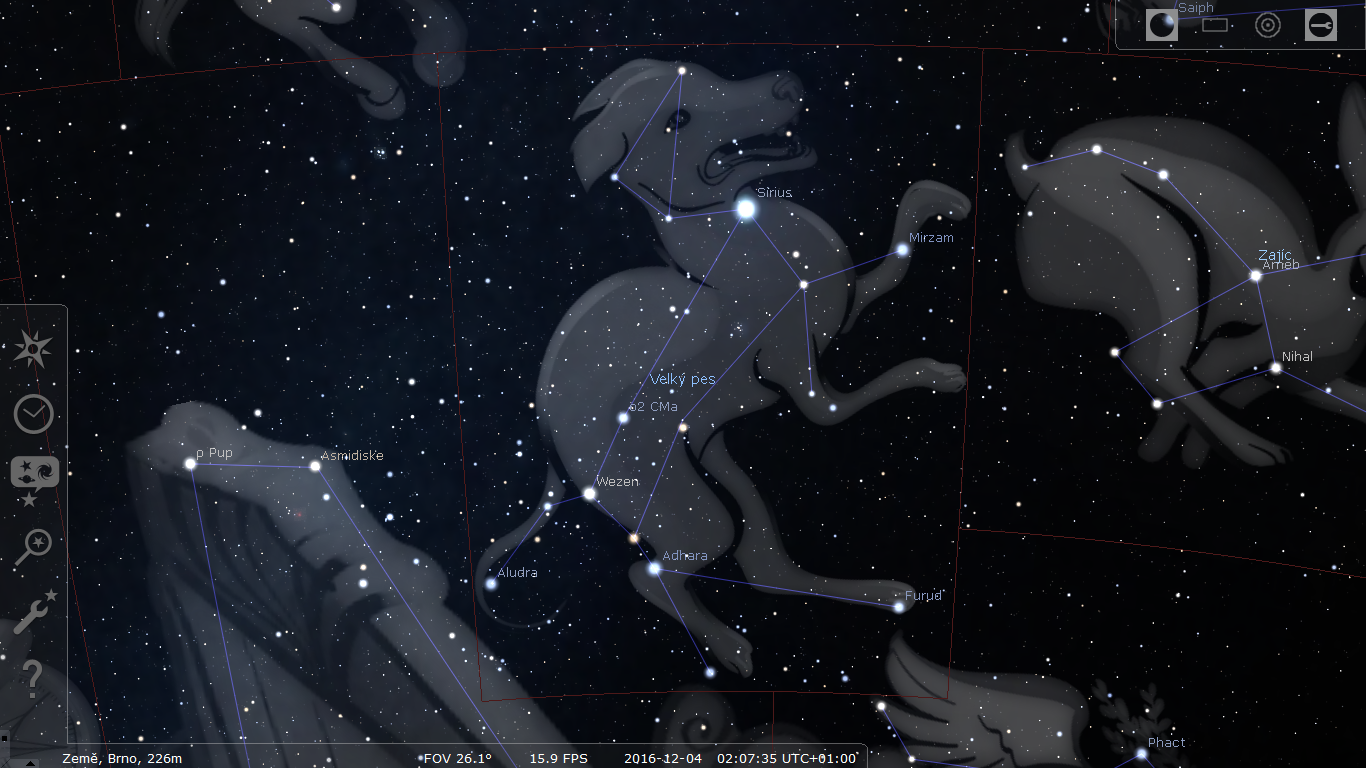 Saiph
Sirius
Mirzam
Zajíc
Arneb
Nihal
Velký pes
ο2 CMa
ρ Pup
Asmidiske
Wezen
Adhara
Aludra
Furud
Phact
Země, Brno, 226m
FOV 26.1°
15.9 FPS
2016-12-04
02:07:35 UTC+01:00